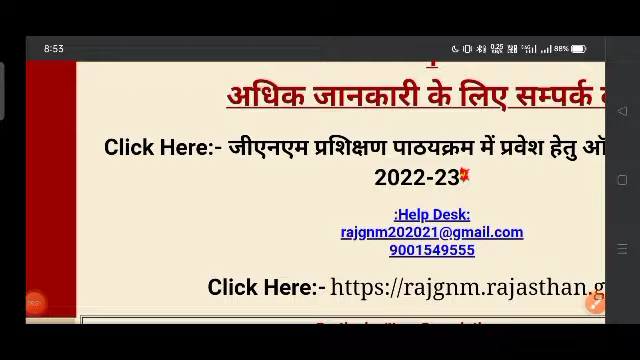 8:53
88%
अधिक जानकारी के लिए सम्पर्क
Click Here:- जीएनएम प्रशिक्षण पाठयक्रम में प्रवेश हेतु
2022-23
:Help Desk:
rajgnm202021@gmail.com
9001549555
Click Here:- https://rajgnm.rajasthan.g